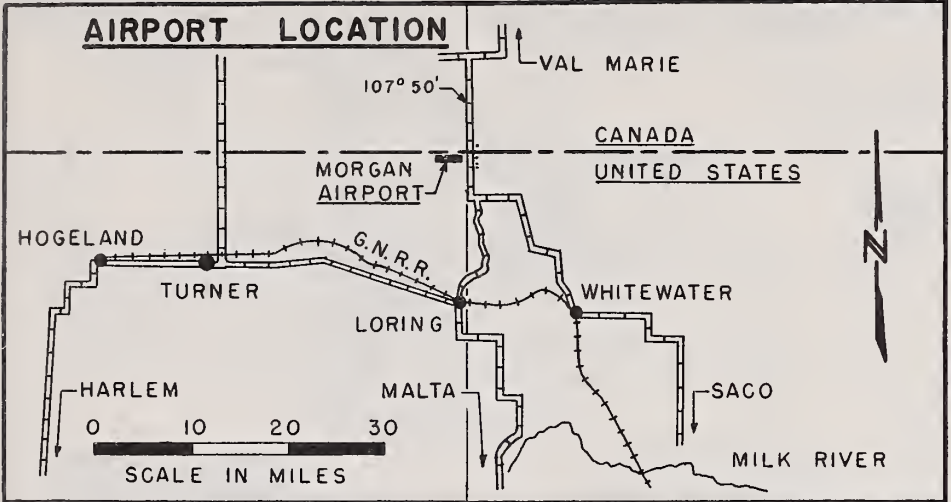 AIRPORT LOCATION
VAL MARIE
107° 50'
CANADA
UNITED STATES
MORGAN
AIRPORT
HOGELAND
G.N.R.R.
TURNER
WHITEWATER
LORING
HARLEM
MALTA
SACO
0 10 20 30
SCALE IN MILES
MILK RIVER
N